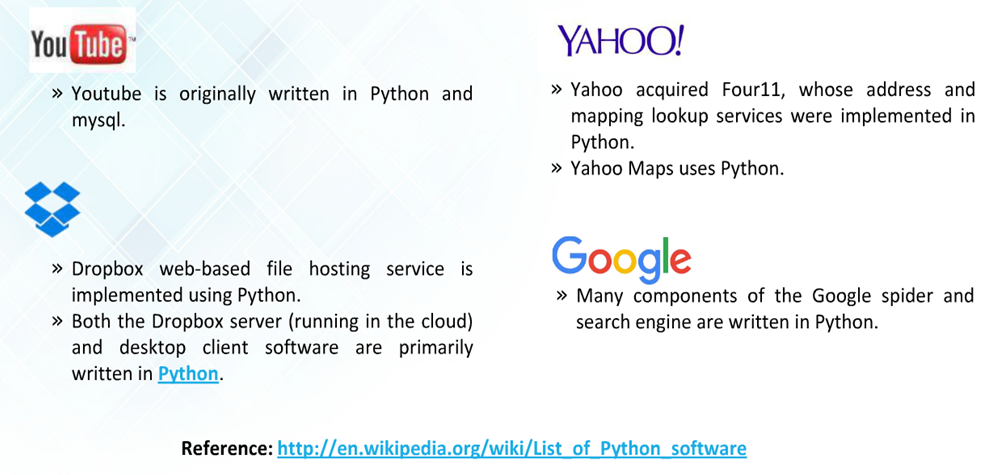 YouTube™
» Youtube is originally written in Python and
mysql.
» Dropbox web-based file hosting service is
implemented using Python.
» Both the Dropbox server (running in the cloud)
and desktop client software are primarily
written in Python.
YAHOO!
» Yahoo acquired Four11, whose address and
mapping lookup services were implemented in
Python.
» Yahoo Maps uses Python.
Google
» Many components of the Google spider and
search engine are written in Python.
Reference: http://en.wikipedia.org/wiki/List_of_Python_software